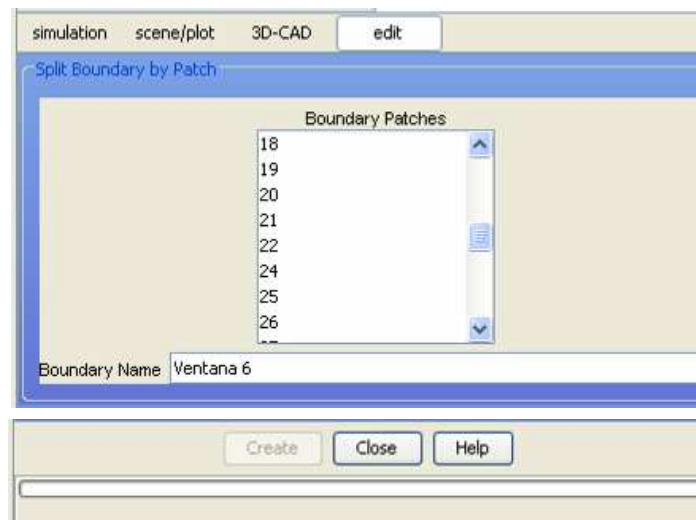 simulation scene/plot 3D-CAD edit
Split Boundary by Patch
Boundary Patches
18
19
20
21
22
24
25
26
Boundary Name Ventana 6
Create Close Help